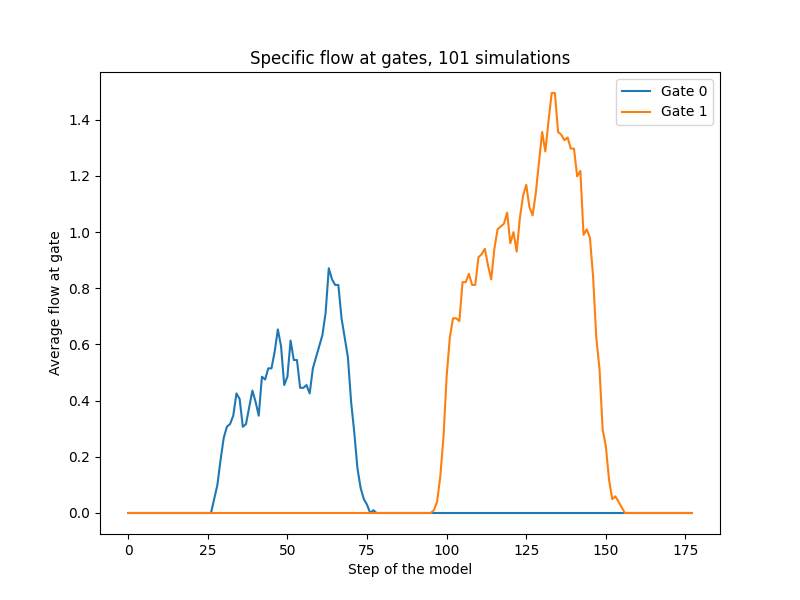 Specific flow at gates, 101 simulations
Gate 0
Gate 1
Average flow at gate
1.4
1.2
1.0
0.8
0.6
0.4
0.2
0.0
0 25 50 75 100 125 150 175
Step of the model